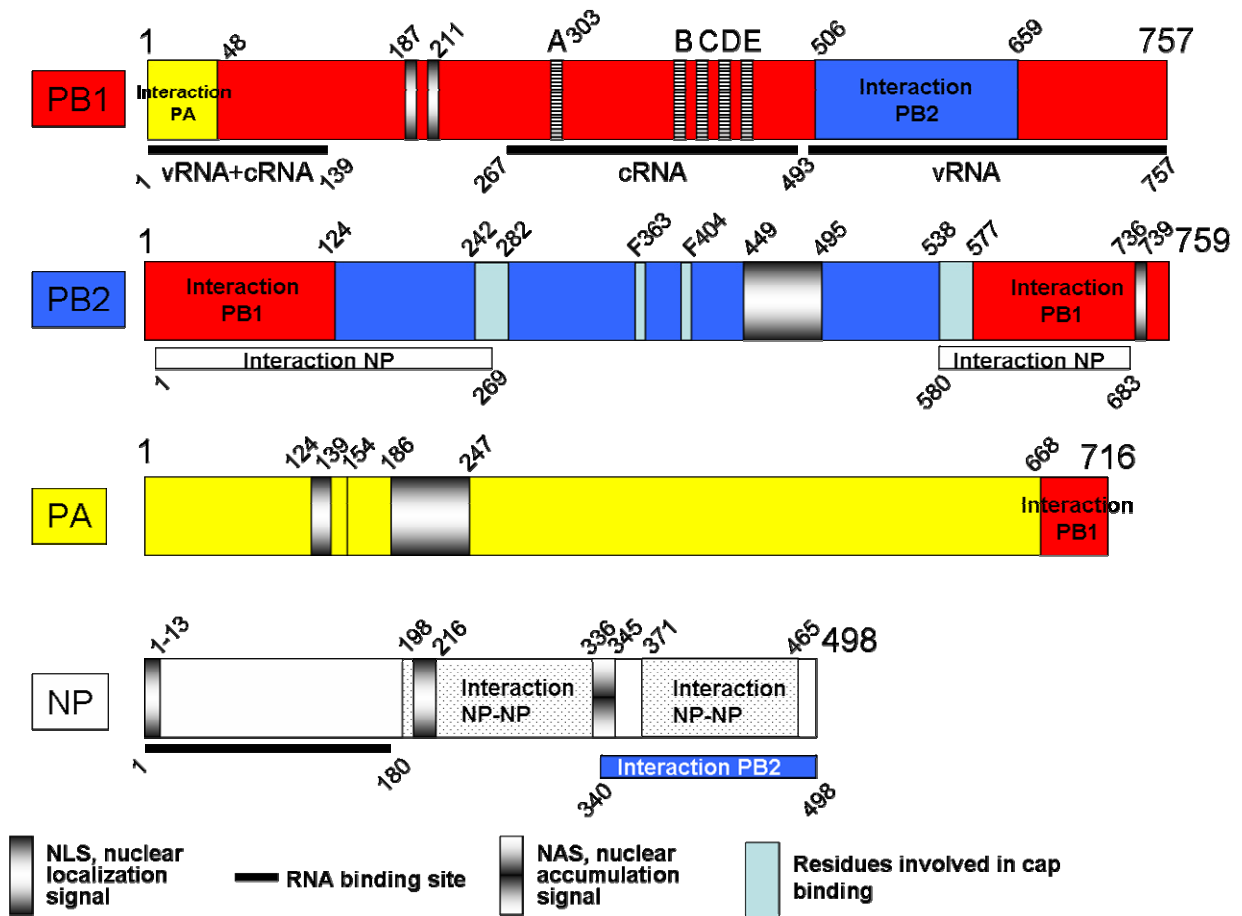 1 48 187 211 A 303 B C D E 506 659 757
PB1
Interaction
PA
Interaction
PB2
1 vRNA+cRNA 139 267 cRNA 493 vRNA 757
1 124 242 282 F363 F404 449 495 538 577 736 739 759
PB2
Interaction
PB1
Interaction
PB1
Interaction NP
Interaction NP
1 269 580 683
1 124 139 154 186 247 668 716
PA
Interaction
PB1
1-13 198 216 336 345 371 465 498
NP
Interaction
NP-NP
Interaction
NP-NP
1 180
Interaction PB2
340 498
NLS, nuclear
localization
signal
RNA binding site
NAS, nuclear
accumulation
signal
Residues involved in cap
binding